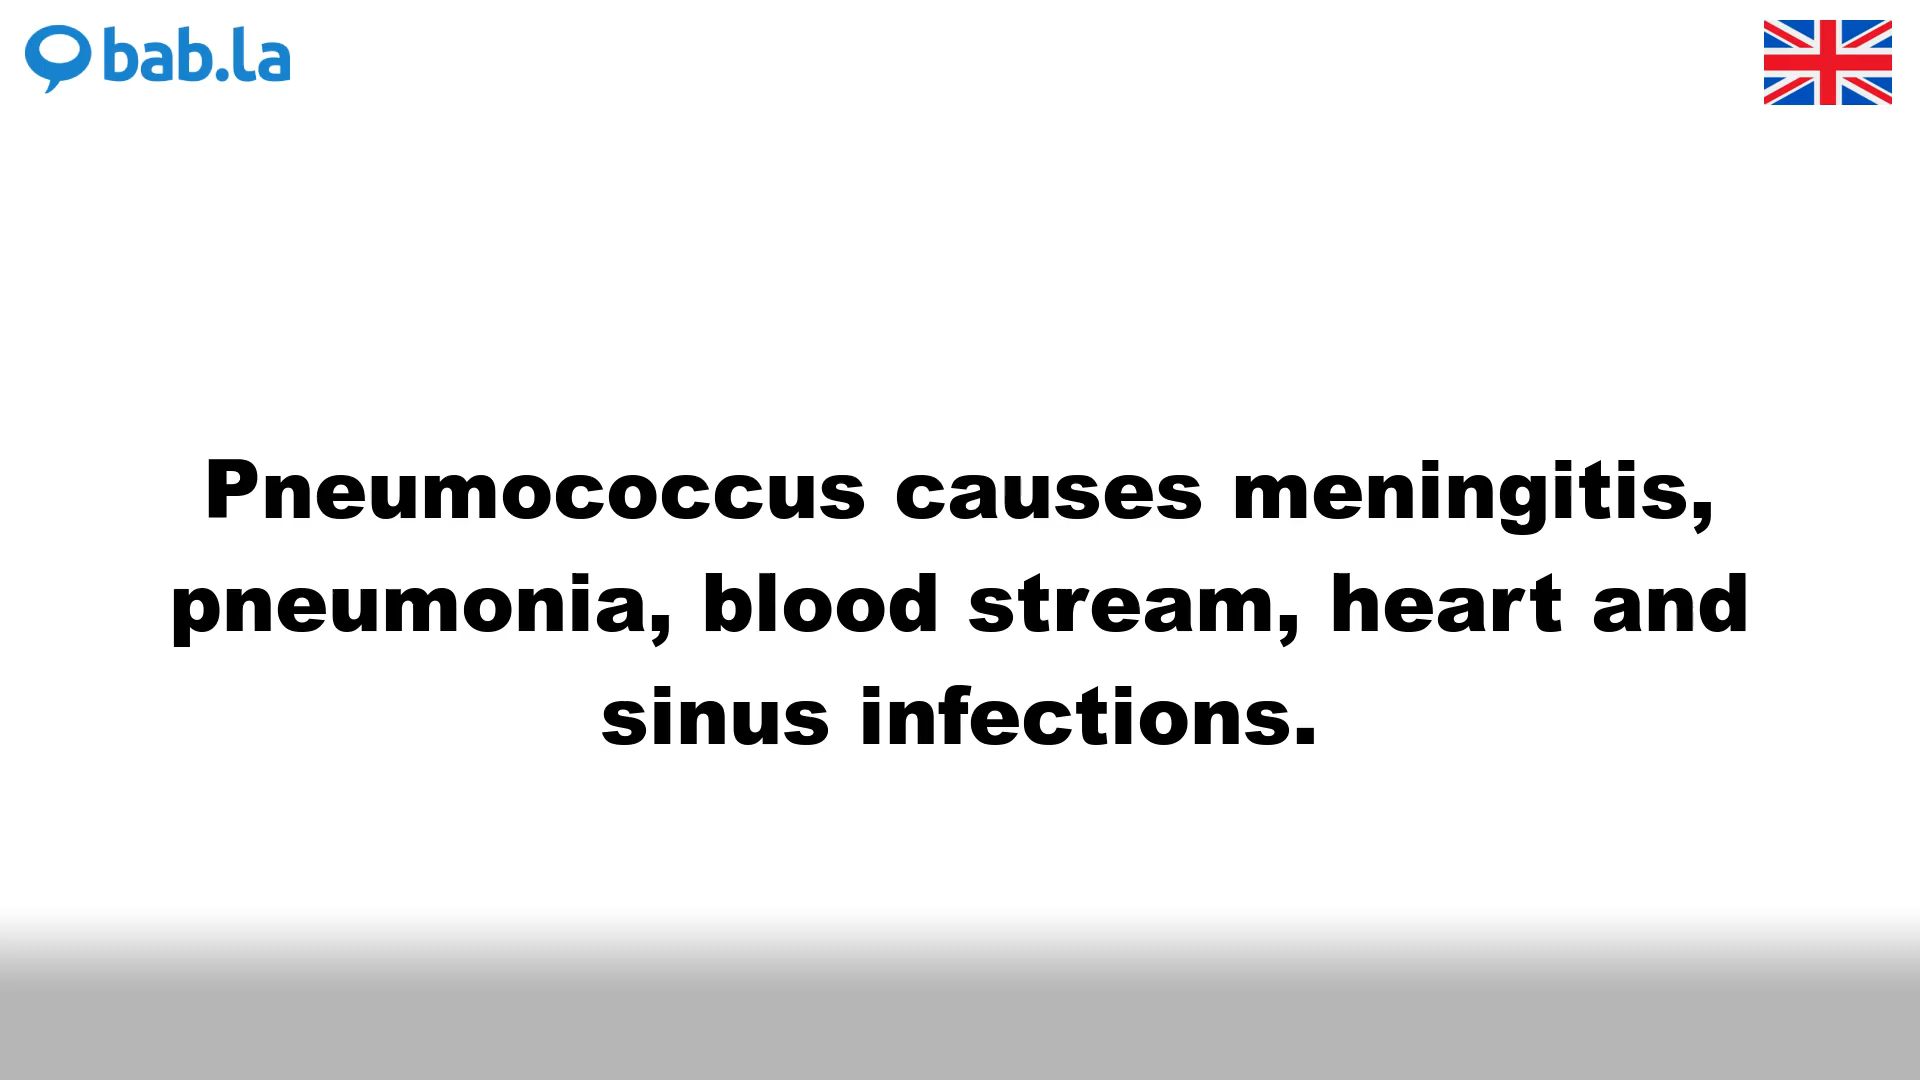 bab.la
Pneumococcus causes meningitis,
pneumonia, blood stream, heart and
sinus infections.